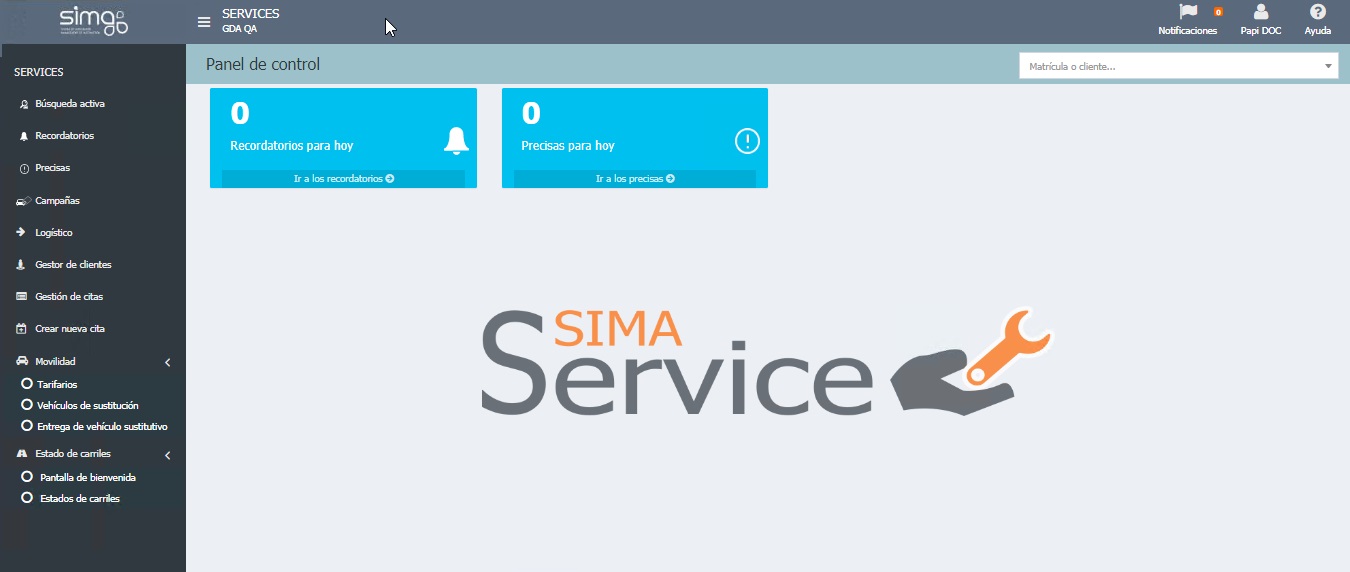 sima
SERVICES
GDA QA
0
Notificaciones
Papi DOC
Ayuda
SERVICES
Búsqueda activa
Recordatorios
Precisas
Campañas
Logístico
Gestor de clientes
Gestión de citas
Crear nueva cita
Movilidad
Tarifarios
Vehículos de sustitución
Entrega de vehículo sustitutivo
Estado de carriles
Pantalla de bienvenida
Estados de carriles
Panel de control
Matrícula o cliente...
0
Recordatorios para hoy
Ir a los recordatorios
0
Precisas para hoy
Ir a los precisas
SIMA
Service